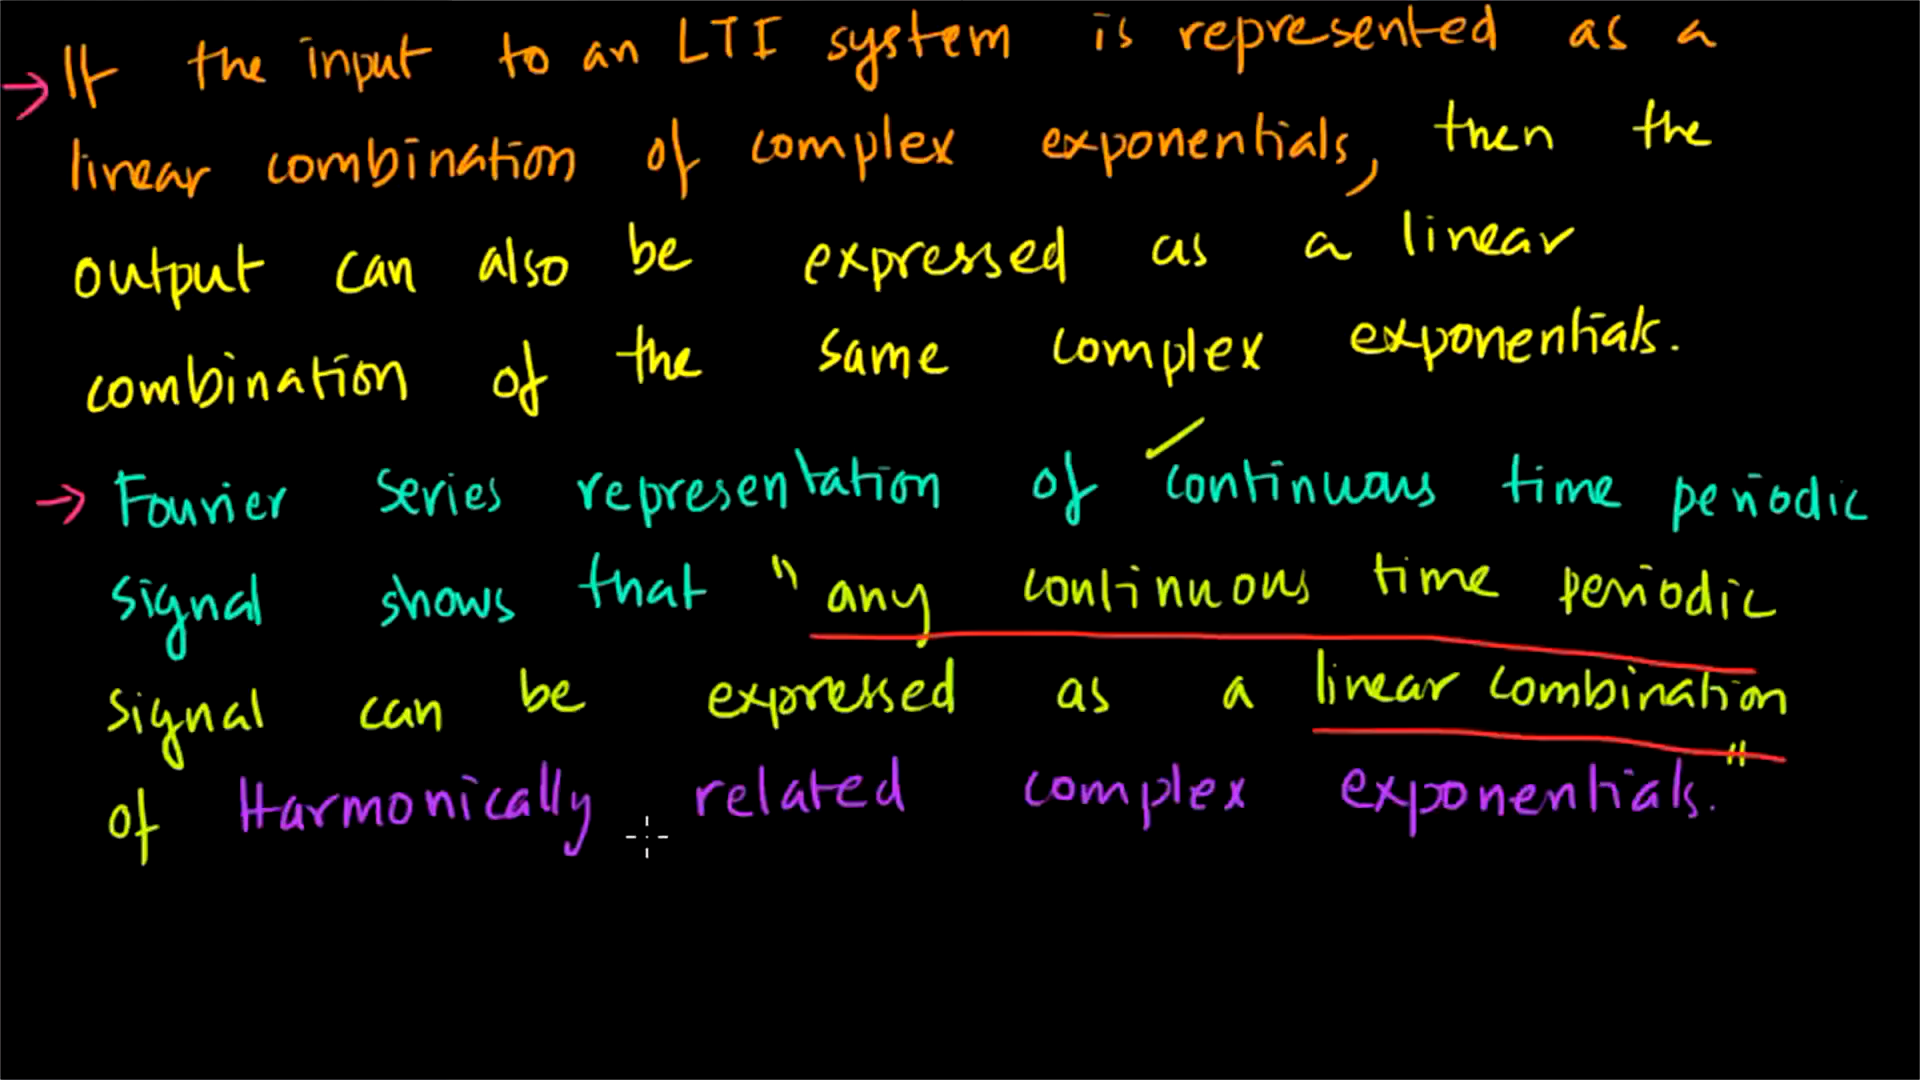 → If the input to an LTI system is represented as a
linear combination of complex exponentials, then the
output can also be expressed as a linear
combination of the same complex exponentials.
→ Fourier series representation of continuous time periodic
signal shows that "any continuous time periodic
signal can be expressed as a linear combination
of Harmonically related complex exponentials."